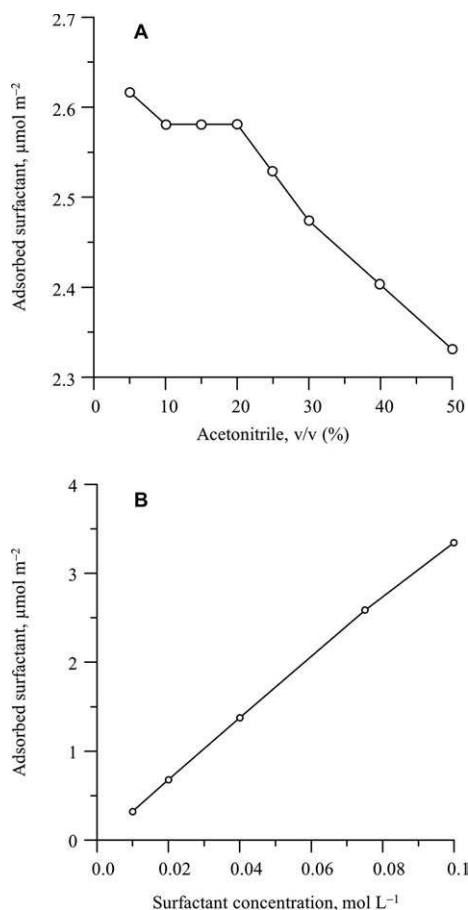 A
Adsorbed surfactant, μmol m⁻²
2.7
2.6
2.5
2.4
2.3
0 10 20 30 40 50
Acetonitrile, v/v (%)
B
Adsorbed surfactant, μmol m⁻²
4
3
2
1
0
0.0 0.02 0.04 0.06 0.08 0.1
Surfactant concentration, mol L⁻¹